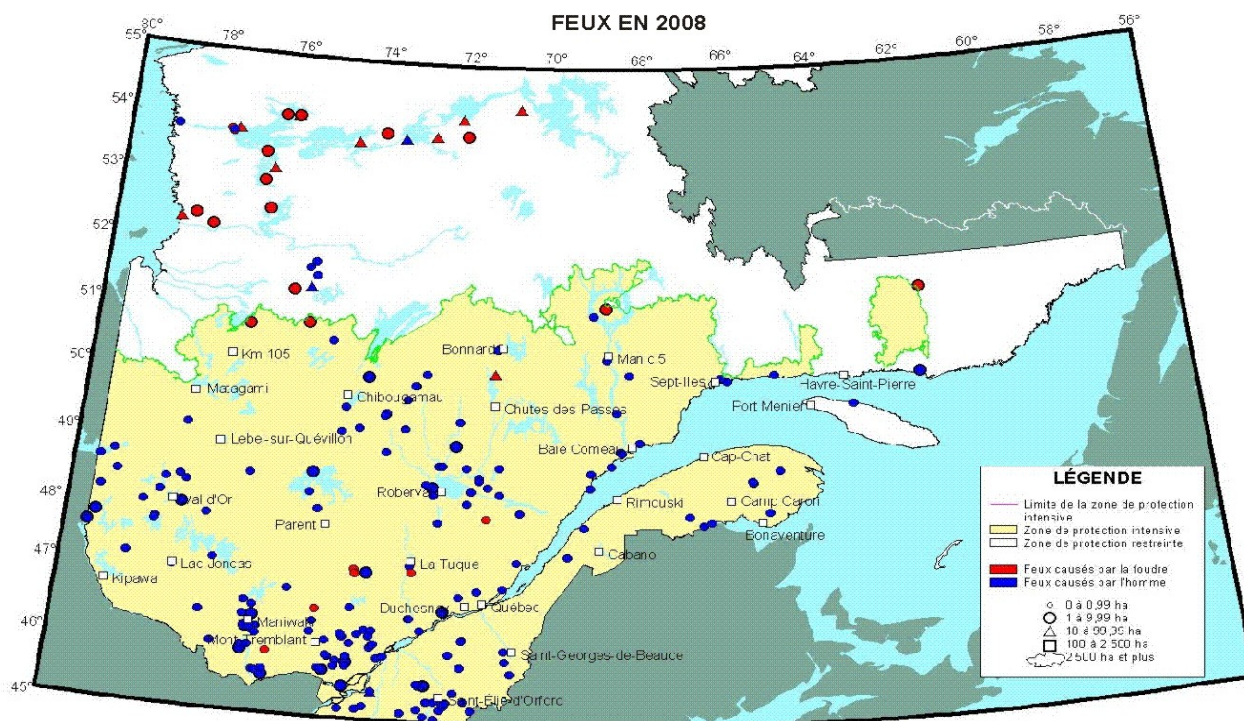 FEUX EN 2008
80° 78° 76° 74° 72° 70° 68° 66° 64° 62° 60° 58° 56°
55°
54°
53°
52°
51°
50°
49°
48°
47°
46°
45°
Km 105
Bonnard
Manic 5
Matagami
Chibougamau
Sept-Iles
Havre-Saint-Pierre
Chutes des Passes
Fort Menier
Lebel-sur-Quévillon
Baie Comeau
Cap-Chat
Val d'Or
Roberval
Rimouski
Camp Caron
Parent
Bonaventure
Lac Joncas
La Tuque
Cabano
Kipawa
Duchesnay
Québec
Maniwaki
Mont Tremblant
Saint-Georges-de-Beauce
Saint-Élie-d'Orford
LÉGENDE
Limite de la zone de protection
intensive
Zone de protection intensive
Zone de protection restreinte
Feux causés par la foudre
Feux causés par l'homme
0 à 0,99 ha
1 à 9,99 ha
10 à 99,99 ha
100 à 2 500 ha
2 500 ha et plus